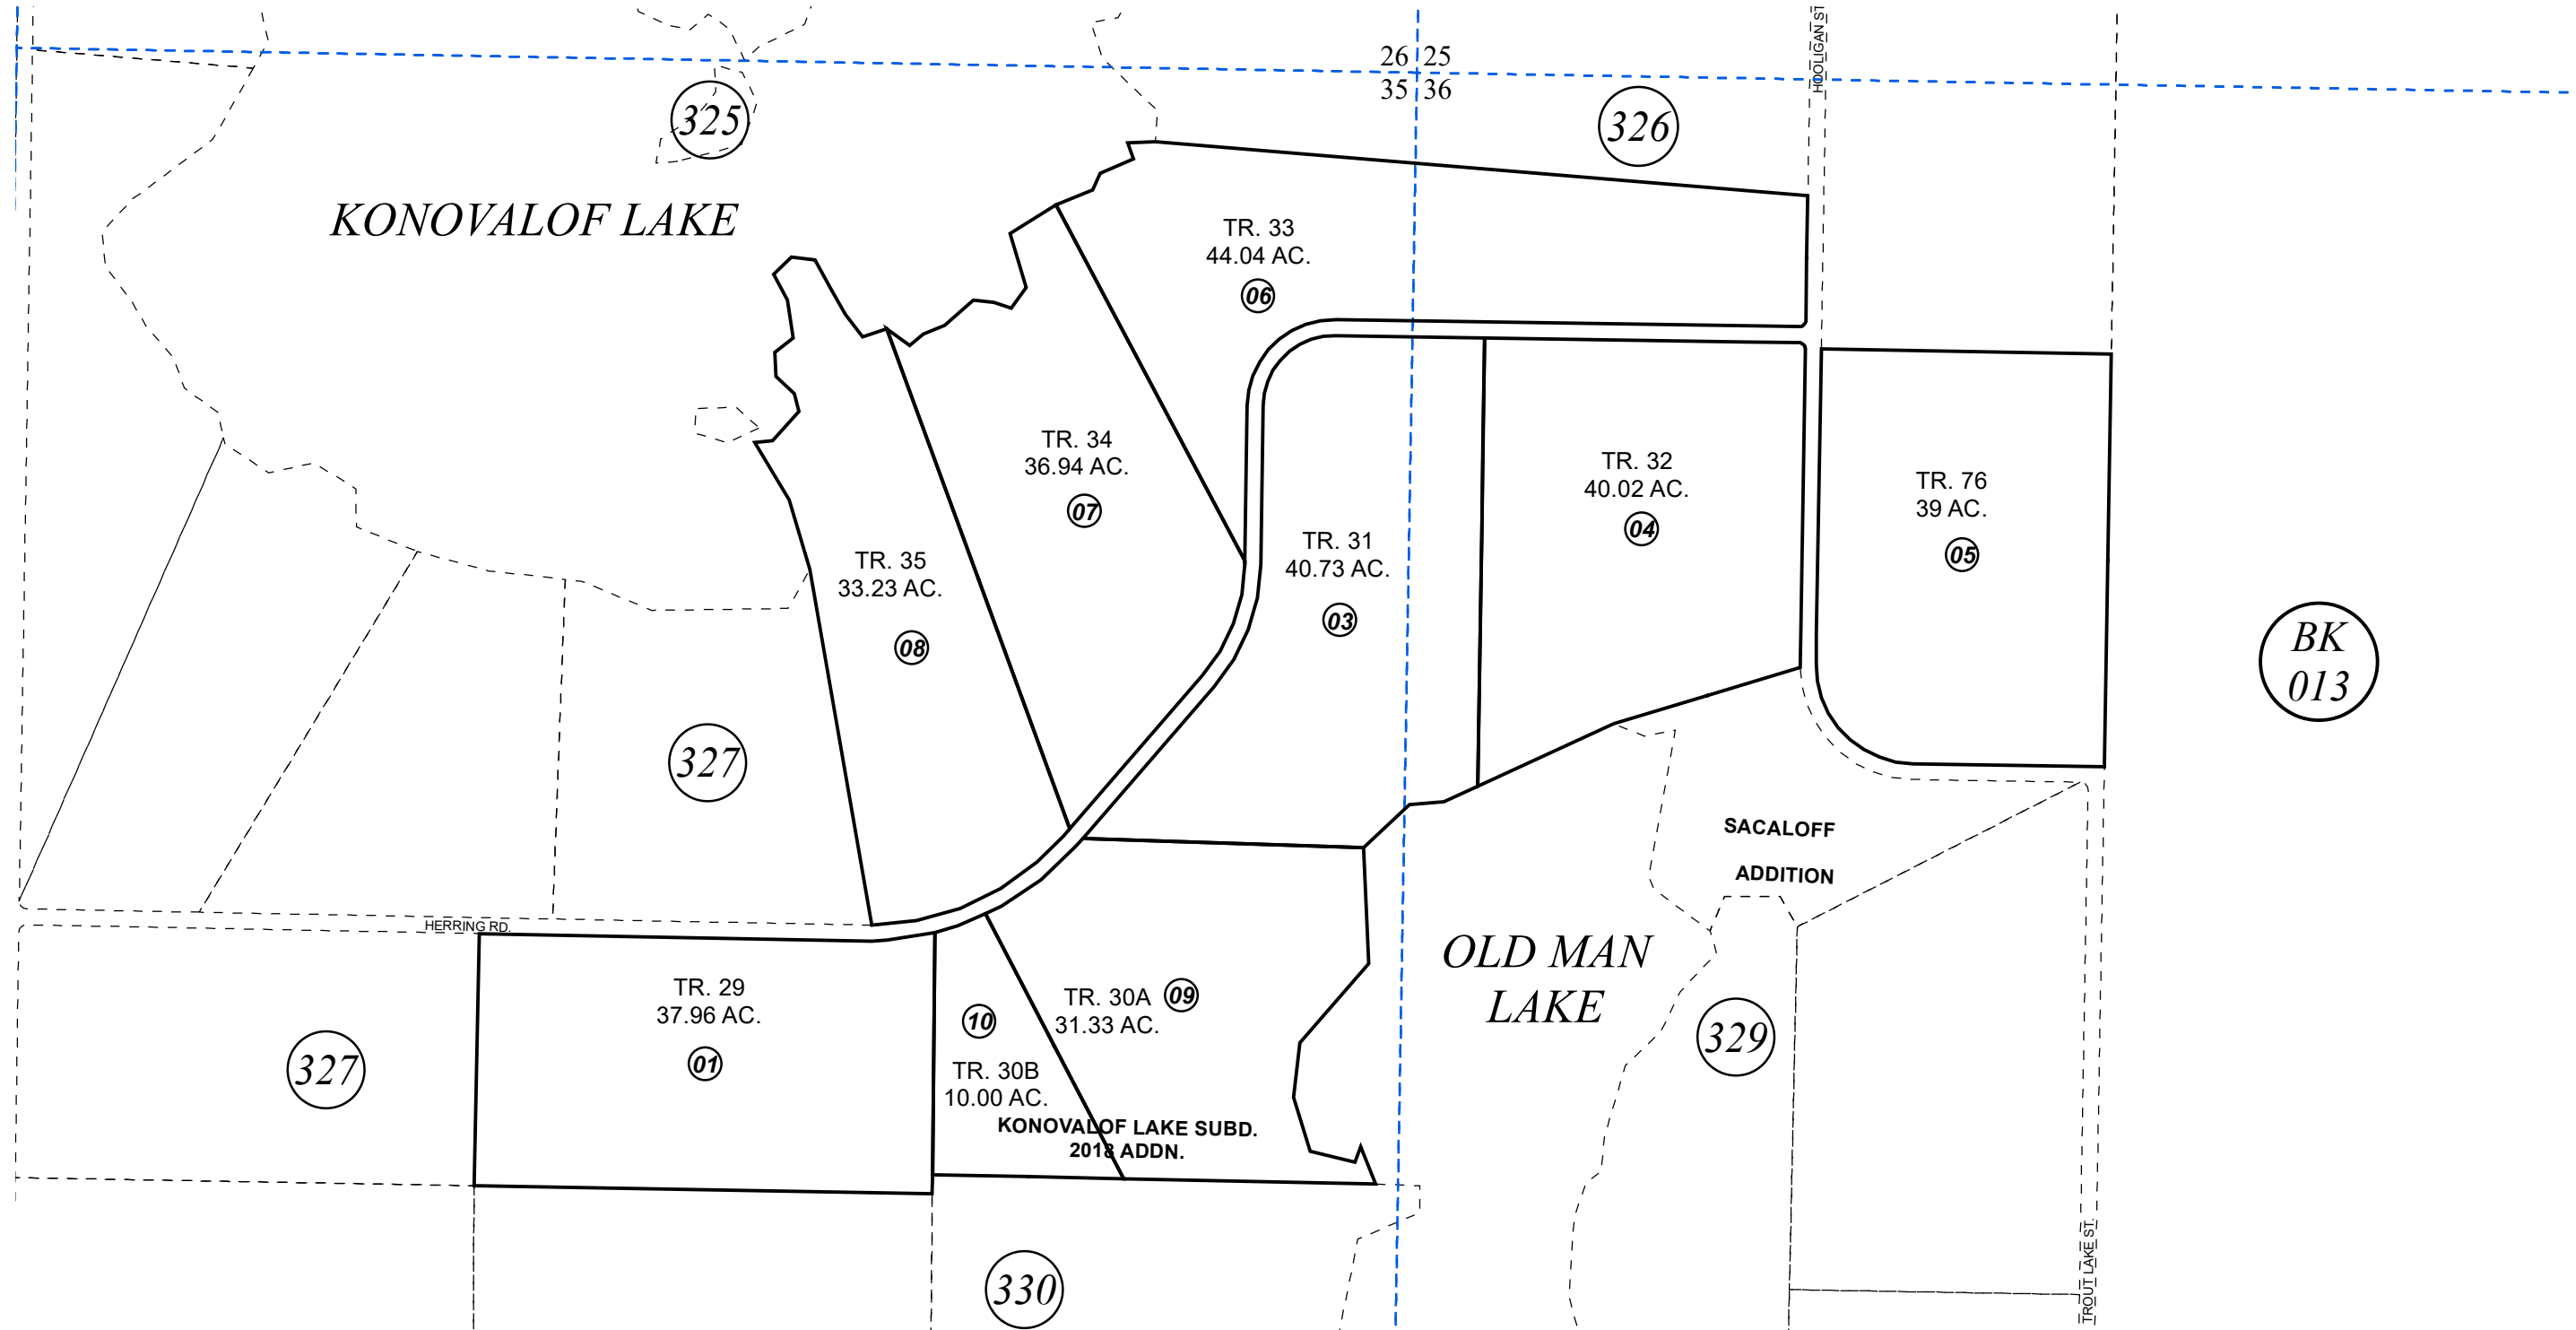 26 25
35 36
HOOLIGAN ST
325
326
KONOVALOF LAKE
TR. 33
44.04 AC.
06
TR. 34
36.94 AC.
07
TR. 32
40.02 AC.
04
TR. 76
39 AC.
05
TR. 31
40.73 AC.
03
TR. 35
33.23 AC.
08
BK
013
327
SACALOFF
ADDITION
HERRING RD.
OLD MAN
LAKE
TR. 29
37.96 AC.
01
TR. 30A 09
31.33 AC.
10
TR. 30B
10.00 AC.
KONOVALOF LAKE SUBD.
2018 ADDN.
327
329
330
TROUT LAKE ST.